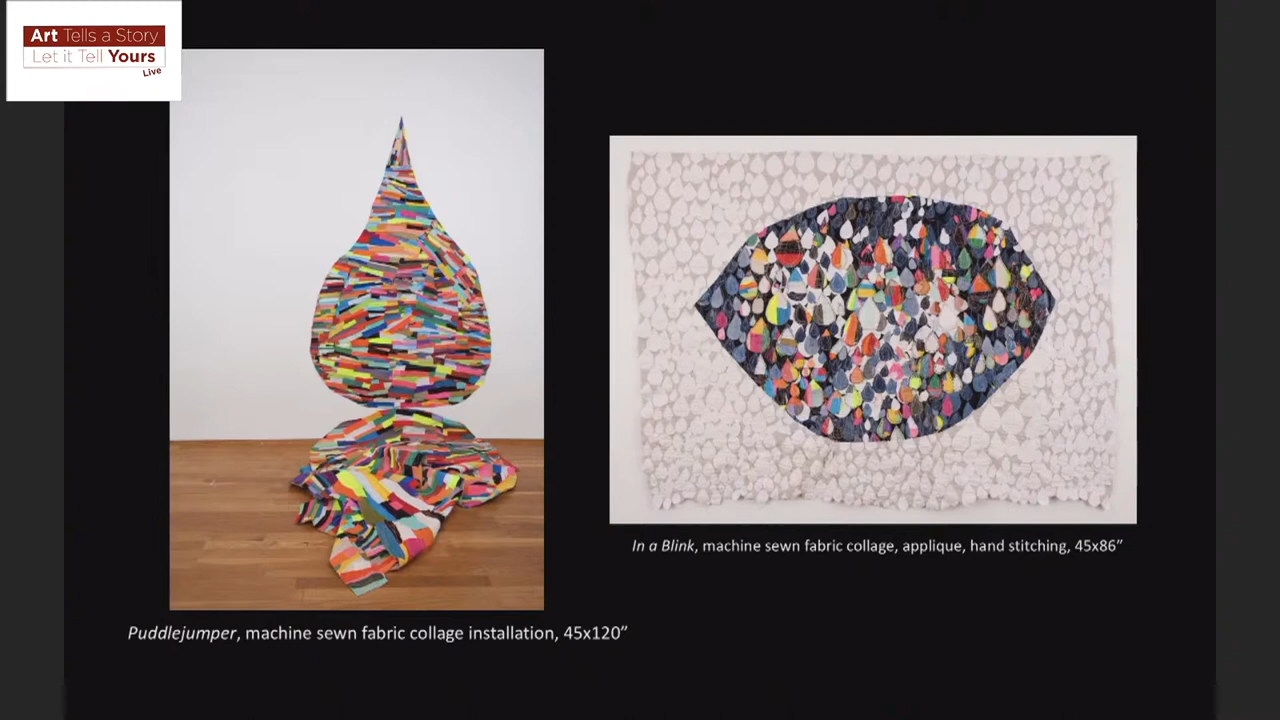 Art Tells a Story
Let it Tell Yours
Live
In a Blink, machine sewn fabric collage, applique, hand stitching, 45x86”
Puddlejumper, machine sewn fabric collage installation, 45x120”